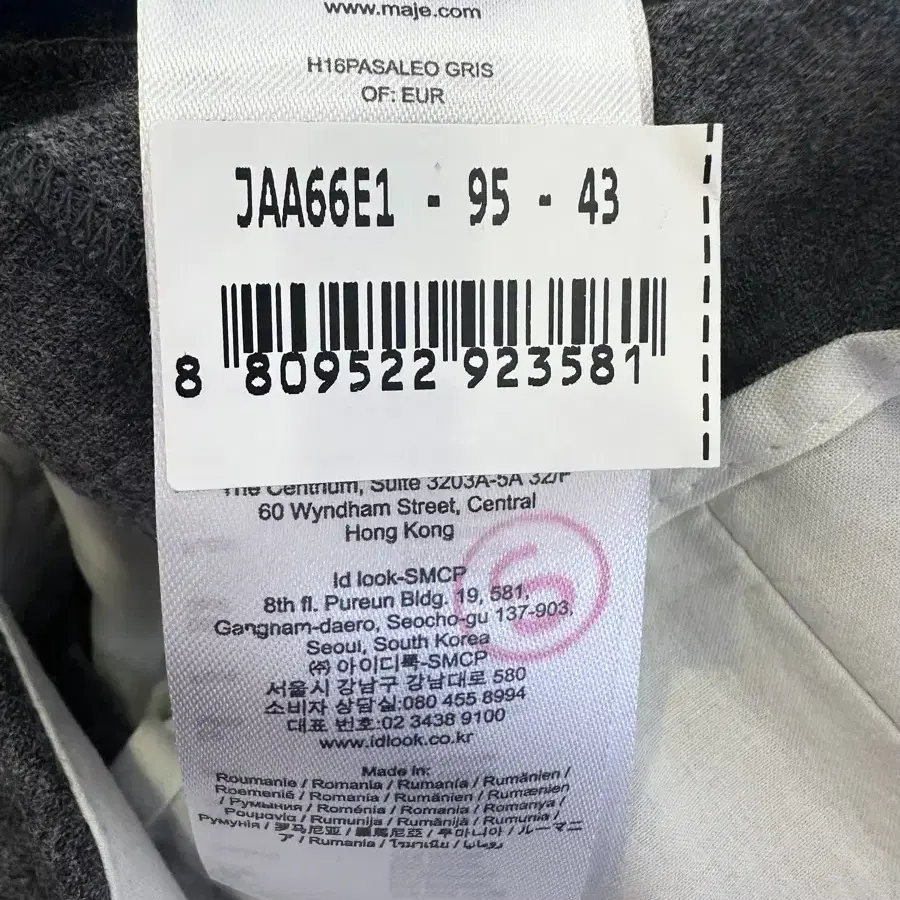 www.maje.com
H16PASALEO GRIS
OF: EUR
JAA66E1 - 95 - 43
8 809522 923581
The Centrium, Suite 3203A-5A 32/F
60 Wyndham Street, Central
Hong Kong
S
Id look-SMCP
8th fl. Pureun Bldg. 19, 581,
Gangnam-daero, Seocho-gu 137-903,
Seoul, South Korea
㈜ 아이디룩-SMCP
서울시 강남구 강남대로 580
소비자 상담실:080 455 8994
대표 번호:02 3438 9100
www.idlook.co.kr
Made in:
Roumanie / Romania / Rumanía / Rumänien /
Roemenië / Romania / Rumänien / Rumænien
/ Румыния / Roménia / Romania / Romanya /
Ρουμανία / Rumunija / Rumūnija / Rumunia /
Румунія / 罗马尼亚 / 羅馬尼亞 / 루마니아 / ルーマニ
ア / Rumania / โรมาเนีย / رومانيا